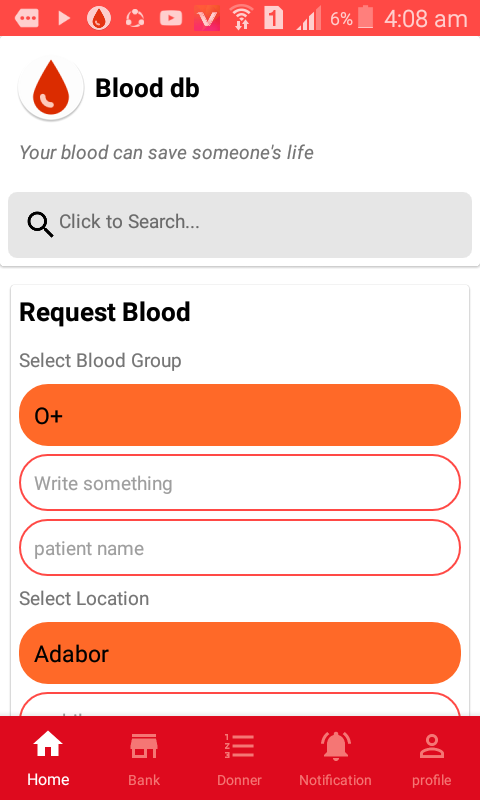 1 6% 4:08 am
Blood db
Your blood can save someone's life
Click to Search...
Request Blood
Select Blood Group
O+
Write something
patient name
Select Location
Adabor
Home Bank Donner Notification profile